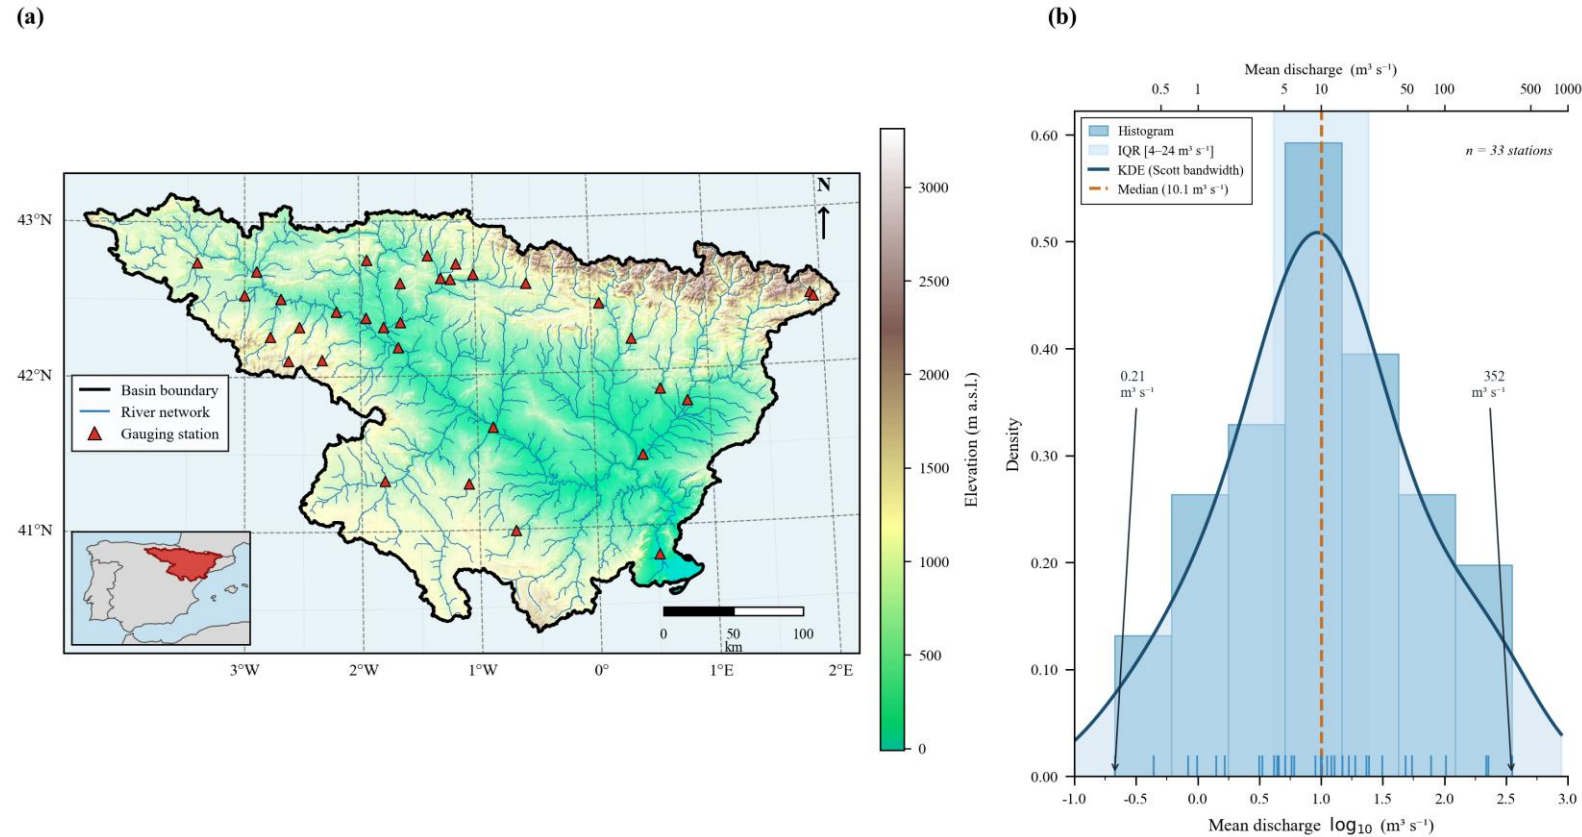 (a)
(b)
N
43°N
42°N
41°N
Basin boundary
River network
Gauging station
0 50 100
km
3°W 2°W 1°W 0° 1°E 2°E
3000
2500
2000
1500
1000
500
0
Elevation (m a.s.l.)
Mean discharge (m³ s⁻¹)
0.5 1 5 10 50 100 500 1000
Histogram
IQR [4–24 m³ s⁻¹]
KDE (Scott bandwidth)
Median (10.1 m³ s⁻¹)
n = 33 stations
0.60
0.50
0.40
0.30
0.20
0.10
0.00
Density
0.21
m³ s⁻¹
352
m³ s⁻¹
-1.0 -0.5 0.0 0.5 1.0 1.5 2.0 2.5 3.0
Mean discharge log₁₀ (m³ s⁻¹)